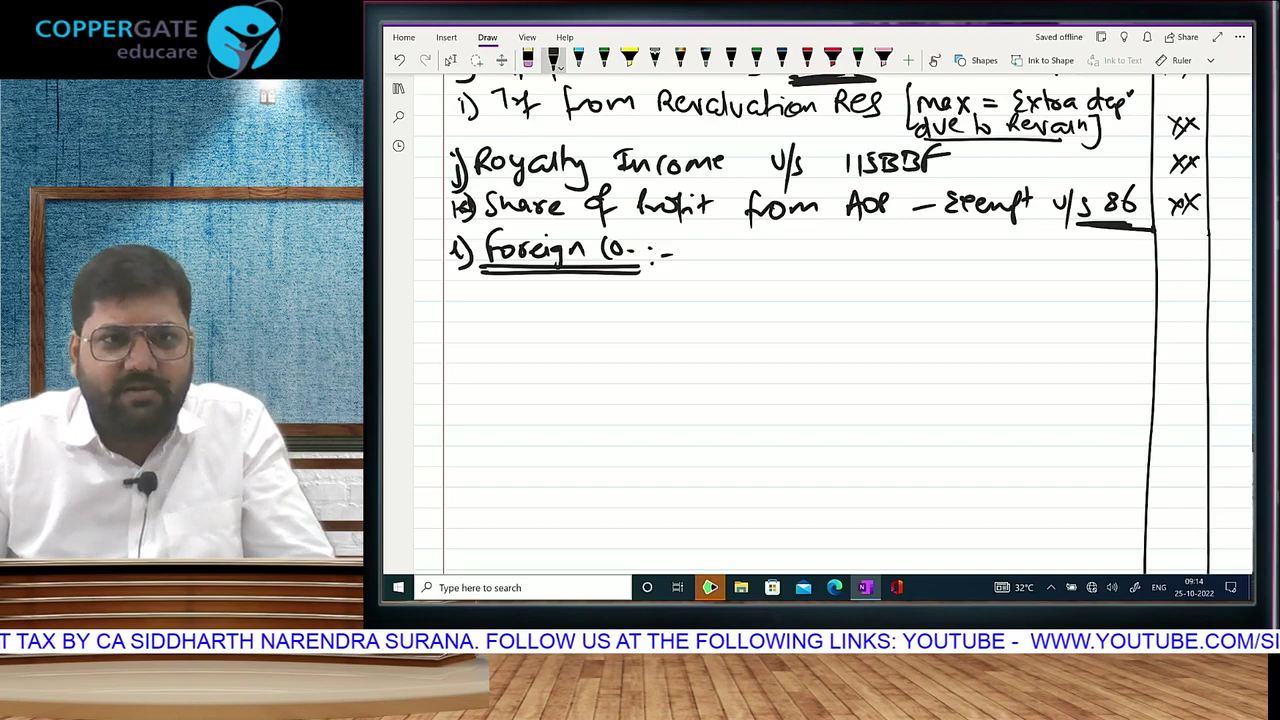 COPPERGATE
educare
Home Insert Draw View Help
Saved offline
Share
Shapes
Ink to Shape
Ink to Text
Ruler
i) Tf from Revaluation Res [max = Extra depn
due to Revaln] XX
j) Royalty Income v/s 115BBF XX
k) Share of Profit from AOP - Exempt v/s 86 XX
l) Foreign Co. :-
Type here to search
32°C
ENG
09:14
25-10-2022
T TAX BY CA SIDDHARTH NARENDRA SURANA. FOLLOW US AT THE FOLLOWING LINKS: YOUTUBE - WWW.YOUTUBE.COM/SI